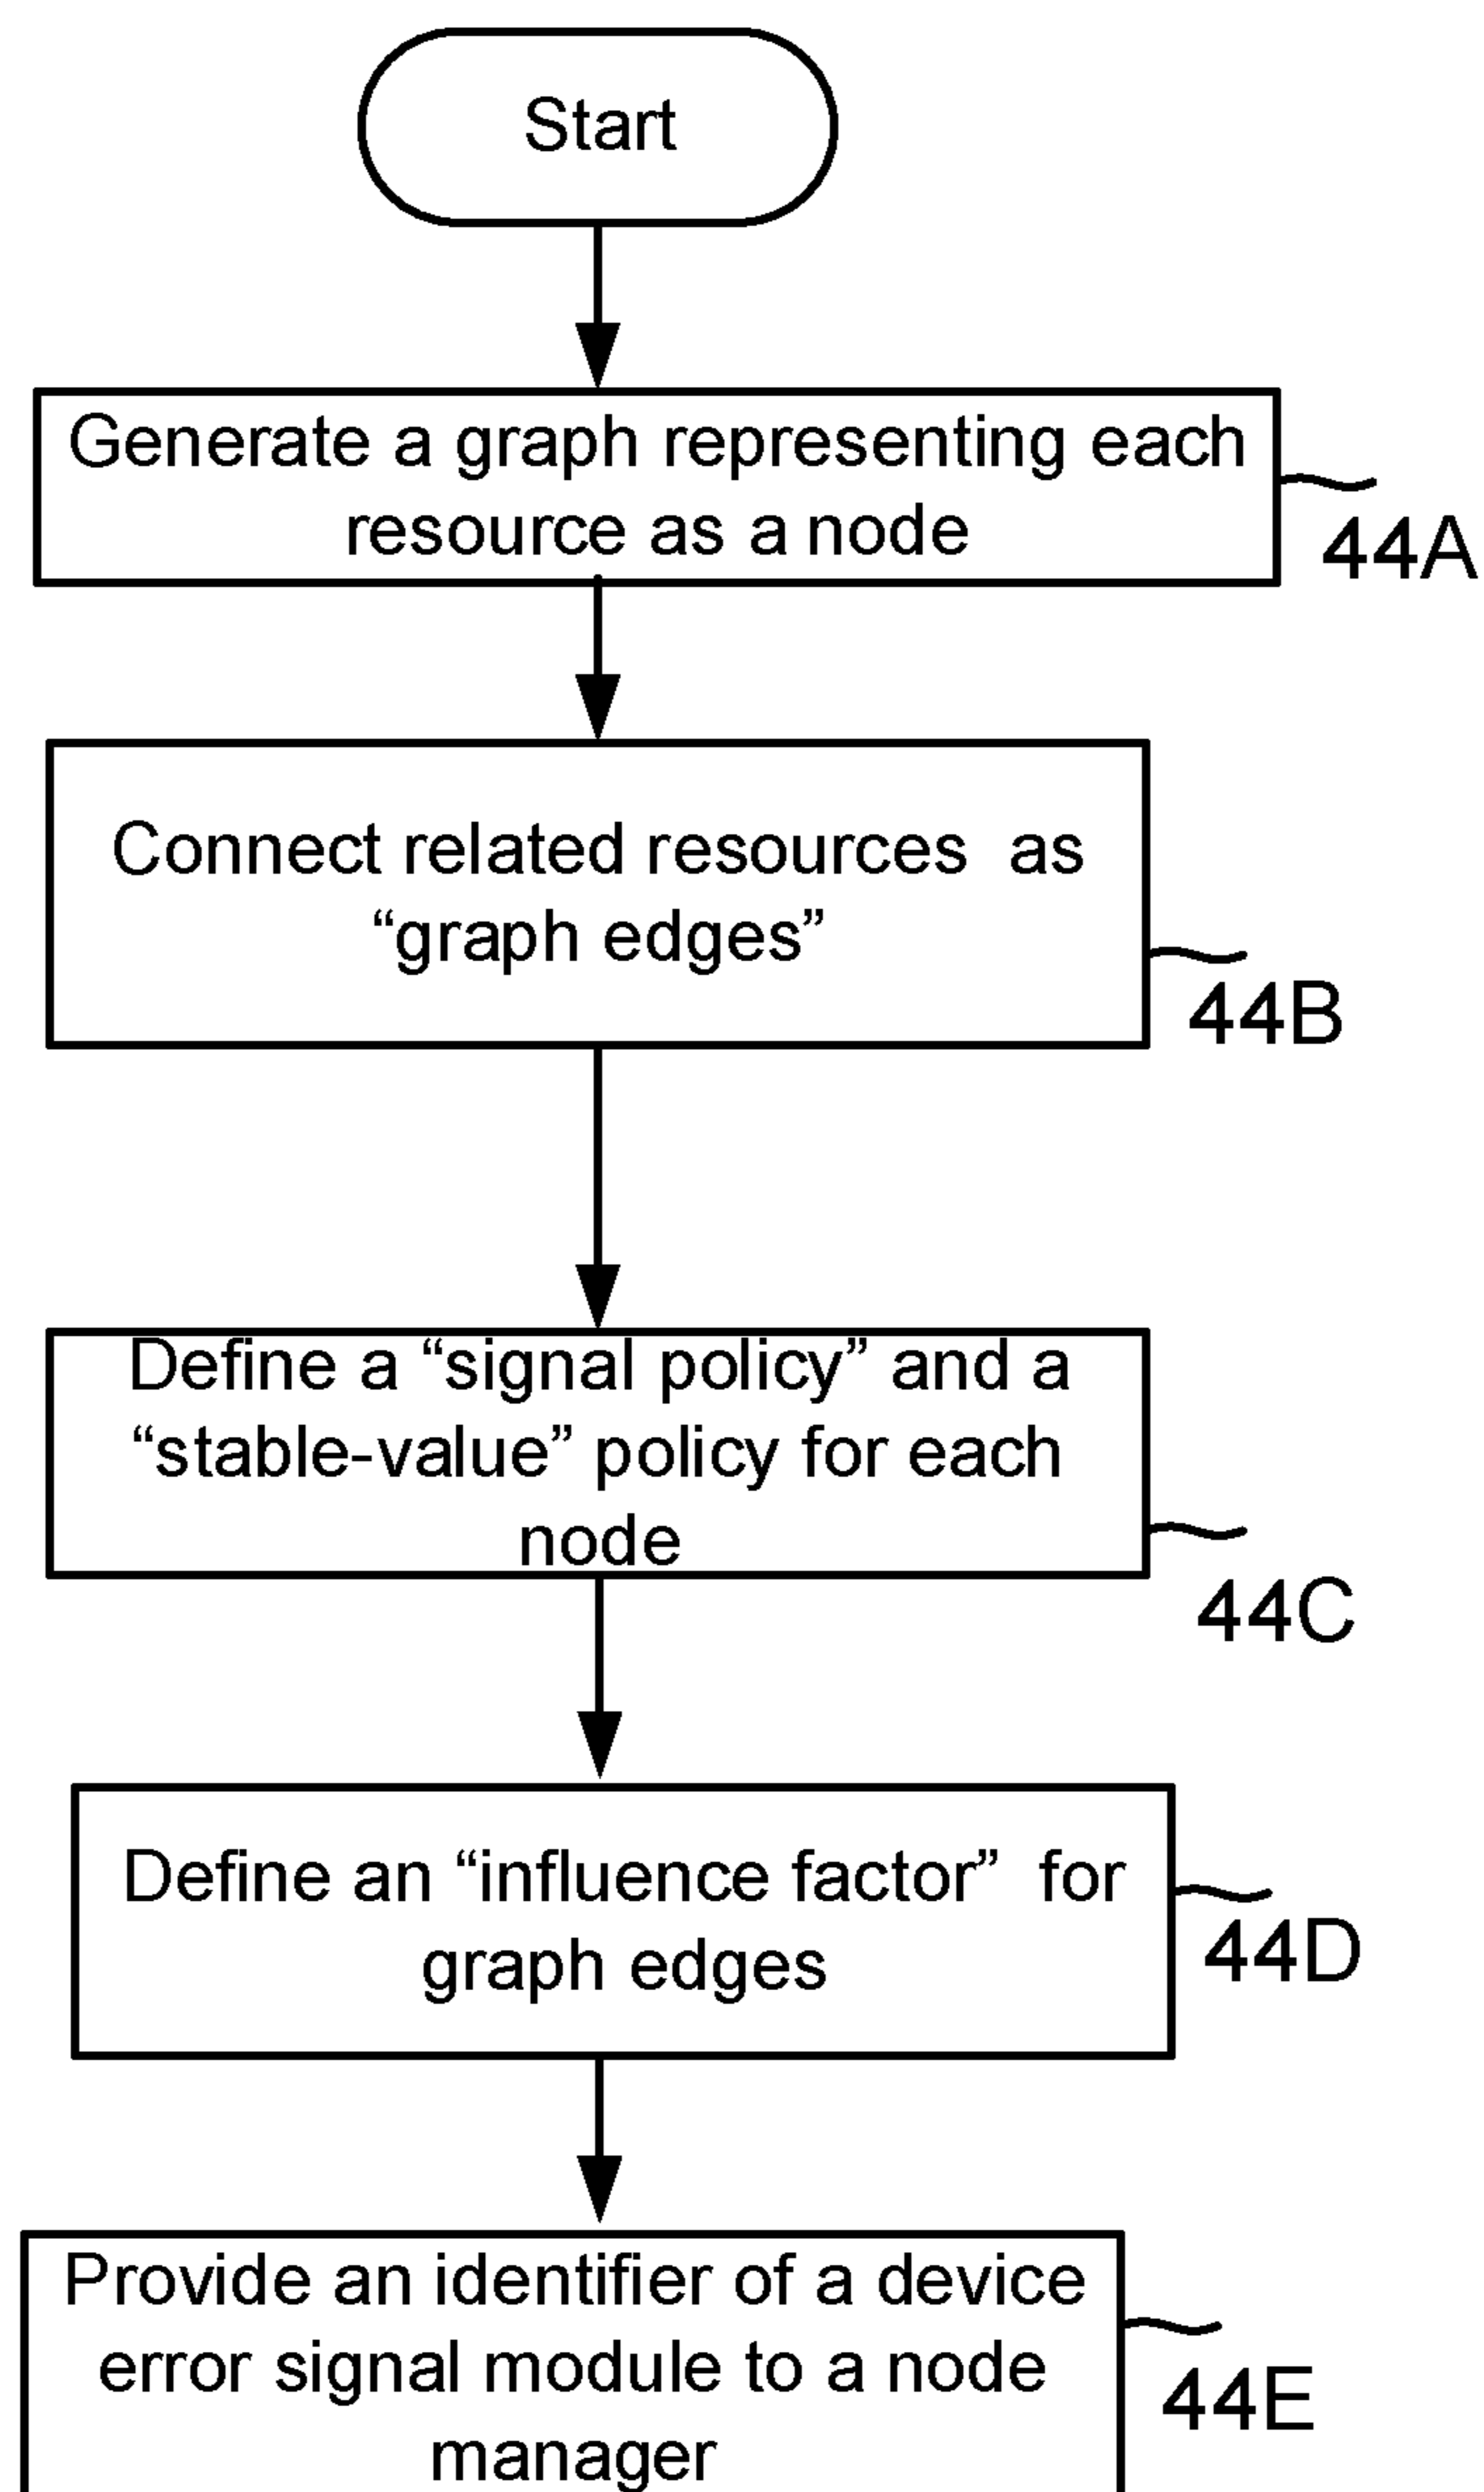 Start
Generate a graph representing each
resource as a node
44A
Connect related resources as
“graph edges”
44B
Define a “signal policy” and a
“stable-value” policy for each
node
44C
Define an “influence factor” for
graph edges
44D
Provide an identifier of a device
error signal module to a node
manager
44E